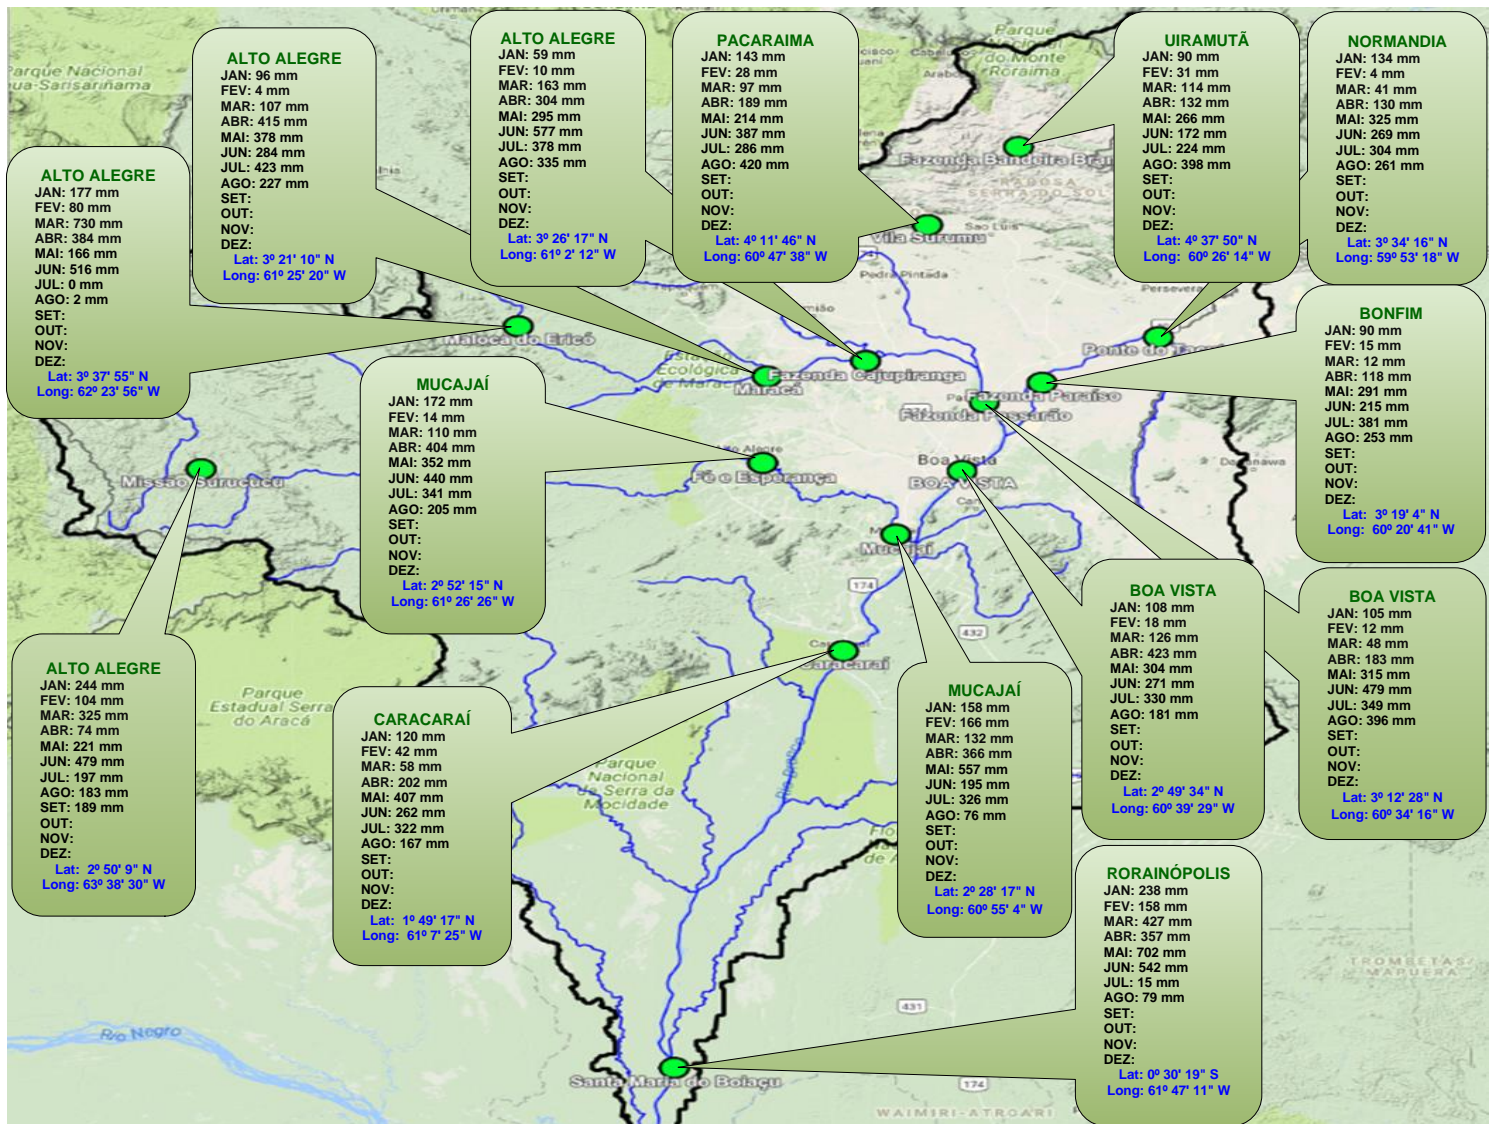 ALTO ALEGRE
JAN: 96 mm
FEV: 4 mm
MAR: 107 mm
ABR: 415 mm
MAI: 378 mm
JUN: 284 mm
JUL: 423 mm
AGO: 227 mm
SET:
OUT:
NOV:
DEZ:
Lat: 3º 21' 10" N
Long: 61º 25' 20" W
ALTO ALEGRE
JAN: 59 mm
FEV: 10 mm
MAR: 163 mm
ABR: 304 mm
MAI: 295 mm
JUN: 577 mm
JUL: 378 mm
AGO: 335 mm
SET:
OUT:
NOV:
DEZ:
Lat: 3º 26' 17" N
Long: 61º 2' 12" W
PACARAIMA
JAN: 143 mm
FEV: 28 mm
MAR: 97 mm
ABR: 189 mm
MAI: 214 mm
JUN: 387 mm
JUL: 286 mm
AGO: 420 mm
SET:
OUT:
NOV:
DEZ:
Lat: 4º 11' 46" N
Long: 60º 47' 38" W
UIRAMUTÃ
JAN: 90 mm
FEV: 31 mm
MAR: 114 mm
ABR: 132 mm
MAI: 266 mm
JUN: 172 mm
JUL: 224 mm
AGO: 398 mm
SET:
OUT:
NOV:
DEZ:
Lat: 4º 37' 50" N
Long: 60º 26' 14" W
NORMANDIA
JAN: 134 mm
FEV: 4 mm
MAR: 41 mm
ABR: 130 mm
MAI: 325 mm
JUN: 269 mm
JUL: 304 mm
AGO: 261 mm
SET:
OUT:
NOV:
DEZ:
Lat: 3º 34' 16" N
Long: 59º 53' 18" W
ALTO ALEGRE
JAN: 177 mm
FEV: 80 mm
MAR: 730 mm
ABR: 384 mm
MAI: 166 mm
JUN: 516 mm
JUL: 0 mm
AGO: 2 mm
SET:
OUT:
NOV:
DEZ:
Lat: 3º 37' 55" N
Long: 62º 23' 56" W
MUCAJAÍ
JAN: 172 mm
FEV: 14 mm
MAR: 110 mm
ABR: 404 mm
MAI: 352 mm
JUN: 440 mm
JUL: 341 mm
AGO: 205 mm
SET:
OUT:
NOV:
DEZ:
Lat: 2º 52' 15" N
Long: 61º 26' 26" W
BONFIM
JAN: 90 mm
FEV: 15 mm
MAR: 12 mm
ABR: 118 mm
MAI: 291 mm
JUN: 215 mm
JUL: 381 mm
AGO: 253 mm
SET:
OUT:
NOV:
DEZ:
Lat: 3º 19' 4" N
Long: 60º 20' 41" W
ALTO ALEGRE
JAN: 244 mm
FEV: 104 mm
MAR: 325 mm
ABR: 74 mm
MAI: 221 mm
JUN: 479 mm
JUL: 197 mm
AGO: 183 mm
SET: 189 mm
OUT:
NOV:
DEZ:
Lat: 2º 50' 9" N
Long: 63º 38' 30" W
CARACARAÍ
JAN: 120 mm
FEV: 42 mm
MAR: 58 mm
ABR: 202 mm
MAI: 407 mm
JUN: 262 mm
JUL: 322 mm
AGO: 167 mm
SET:
OUT:
NOV:
DEZ:
Lat: 1º 49' 17" N
Long: 61º 7' 25" W
MUCAJAÍ
JAN: 158 mm
FEV: 166 mm
MAR: 132 mm
ABR: 366 mm
MAI: 557 mm
JUN: 195 mm
JUL: 326 mm
AGO: 76 mm
SET:
OUT:
NOV:
DEZ:
Lat: 2º 28' 17" N
Long: 60º 55' 4" W
BOA VISTA
JAN: 108 mm
FEV: 18 mm
MAR: 126 mm
ABR: 423 mm
MAI: 304 mm
JUN: 271 mm
JUL: 330 mm
AGO: 181 mm
SET:
OUT:
NOV:
DEZ:
Lat: 2º 49' 34" N
Long: 60º 39' 29" W
BOA VISTA
JAN: 105 mm
FEV: 12 mm
MAR: 48 mm
ABR: 183 mm
MAI: 315 mm
JUN: 479 mm
JUL: 349 mm
AGO: 396 mm
SET:
OUT:
NOV:
DEZ:
Lat: 3º 12' 28" N
Long: 60º 34' 16" W
RORAINÓPOLIS
JAN: 238 mm
FEV: 158 mm
MAR: 427 mm
ABR: 357 mm
MAI: 702 mm
JUN: 542 mm
JUL: 15 mm
AGO: 79 mm
SET:
OUT:
NOV:
DEZ:
Lat: 0º 30' 19" S
Long: 61º 47' 11" W
Parque Nacional
Parque
do Monte
Roraima
Fazenda Bandeira
RAPOSA
SERRA DO SOL
Sao Luis
Vila Surumu
Pedra Pintada
Maloca do Ericó
Estação
Ecológica
de Maracá
Maracá
Fazenda Cajupiranga
Fazenda Paraíso
Fazenda Passarão
Missão Surucucu
Fé e Esperança
Boa Vista
BOA VISTA
Mucajaí
174
432
Caracaraí
Parque
Estadual Serra
do Aracá
Parque
Nacional
da Serra da
Mocidade
Rio Branco
Rio Negro
431
174
Santa Maria do Boiaçu
TROMBETAS/
MAPUERA
WAIMIRI-ATROARI